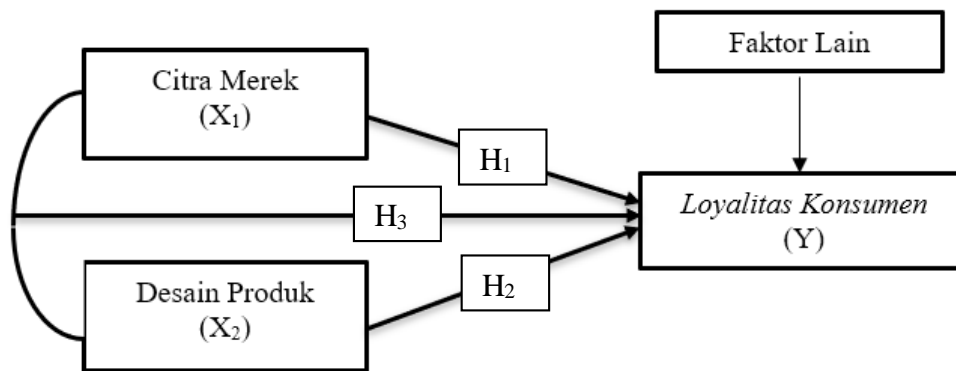 Faktor Lain
Citra Merek
(X₁)
H₁
Loyalitas Konsumen
(Y)
H₃
Desain Produk
(X₂)
H₂